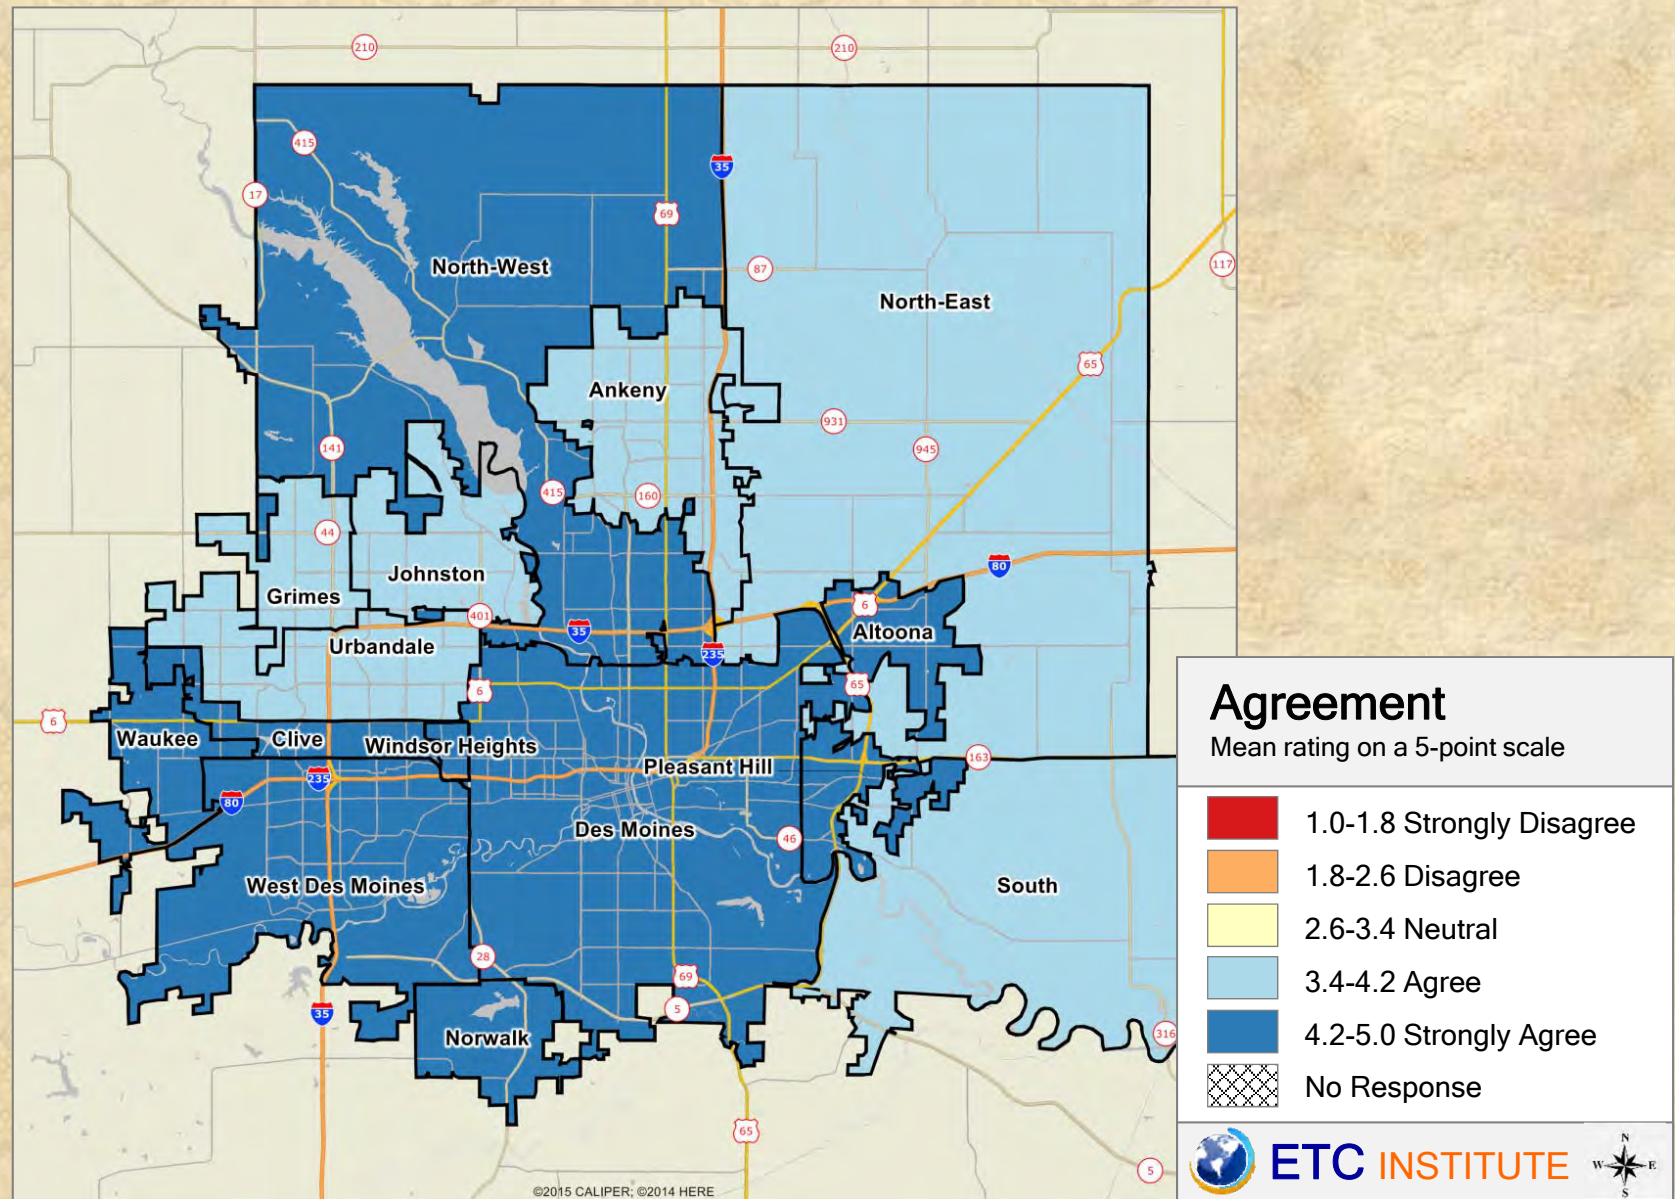 210
210
415
35
17
69
87
117
North-West
North-East
65
Ankeny
931
141
945
415
160
44
80
Johnston
Grimes
401
6
35
Altoona
Urbandale
235
6
65
6
Waukee
Clive
Windsor Heights
163
Pleasant Hill
235
80
Des Moines
46
West Des Moines
South
28
69
5
35
316
Norwalk
65
5
©2015 CALIPER; ©2014 HERE
Agreement
Mean rating on a 5-point scale
1.0-1.8 Strongly Disagree
1.8-2.6 Disagree
2.6-3.4 Neutral
3.4-4.2 Agree
4.2-5.0 Strongly Agree
No Response
ETC INSTITUTE
N
W E
S